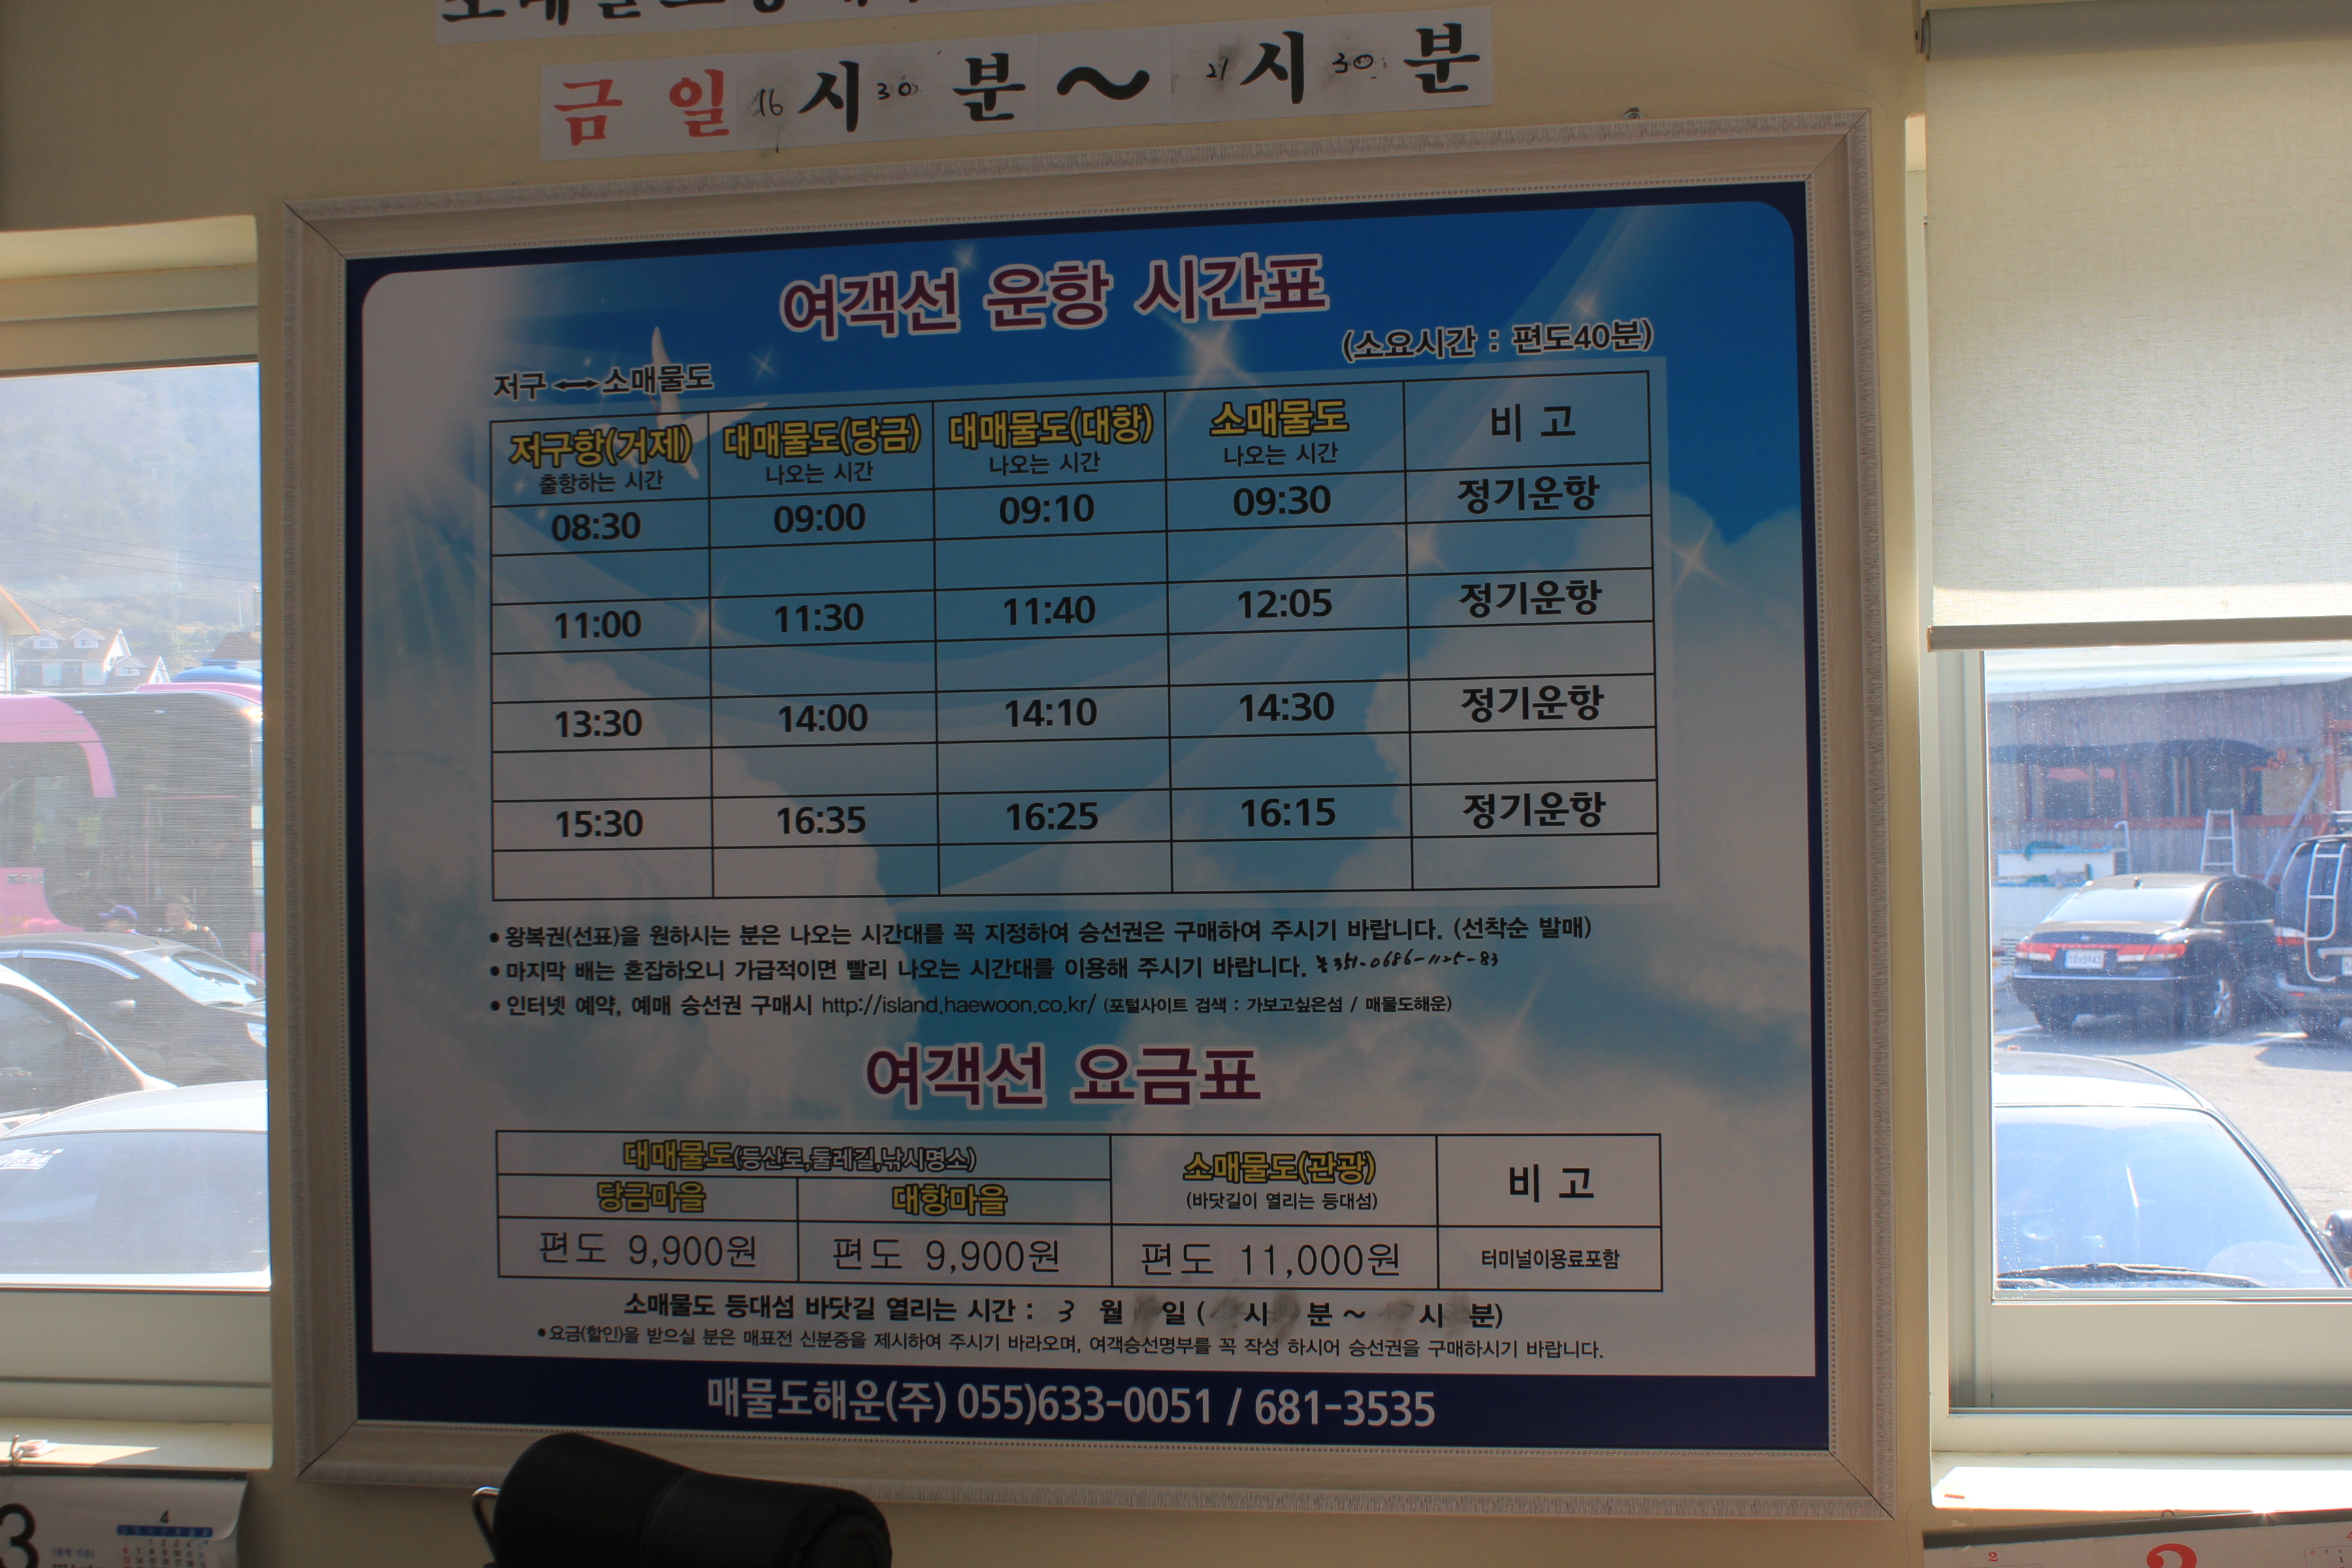 금 일 16 시 30 분 ~ 21 시 30 분
여객선 운항 시간표
(소요시간 : 편도40분)
저구 ↔ 소매물도
저구항(거제) 대매물도(당금) 대매물도(대항) 소매물도 비 고
출항하는 시간 나오는 시간 나오는 시간 나오는 시간
08:30 09:00 09:10 09:30 정기운항
11:00 11:30 11:40 12:05 정기운항
13:30 14:00 14:10 14:30 정기운항
15:30 16:35 16:25 16:15 정기운항
• 왕복권(선표)을 원하시는 분은 나오는 시간대를 꼭 지정하여 승선권은 구매하여 주시기 바랍니다. (선착순 발매)
• 마지막 배는 혼잡하오니 가급적이면 빨리 나오는 시간대를 이용해 주시기 바랍니다. 농 351-0686-1125-83
• 인터넷 예약, 예매 승선권 구매시 http://island.haewoon.co.kr/ (포털사이트 검색 : 가보고싶은섬 / 매물도해운)
여객선 요금표
대매물도(등산로,둘레길,낚시명소) 소매물도(관광) 비 고
당금마을 대항마을 (바닷길이 열리는 등대섬)
편도 9,900원 편도 9,900원 편도 11,000원 터미널이용료포함
소매물도 등대섬 바닷길 열리는 시간 : 3 월 일 ( 시 분 ~ 시 분)
• 요금(할인)을 받으실 분은 매표전 신분증을 제시하여 주시기 바라오며, 여객승선명부를 꼭 작성 하시어 승선권을 구매하시기 바랍니다.
매물도해운(주) 055)633-0051 / 681-3535
3 4
2 3